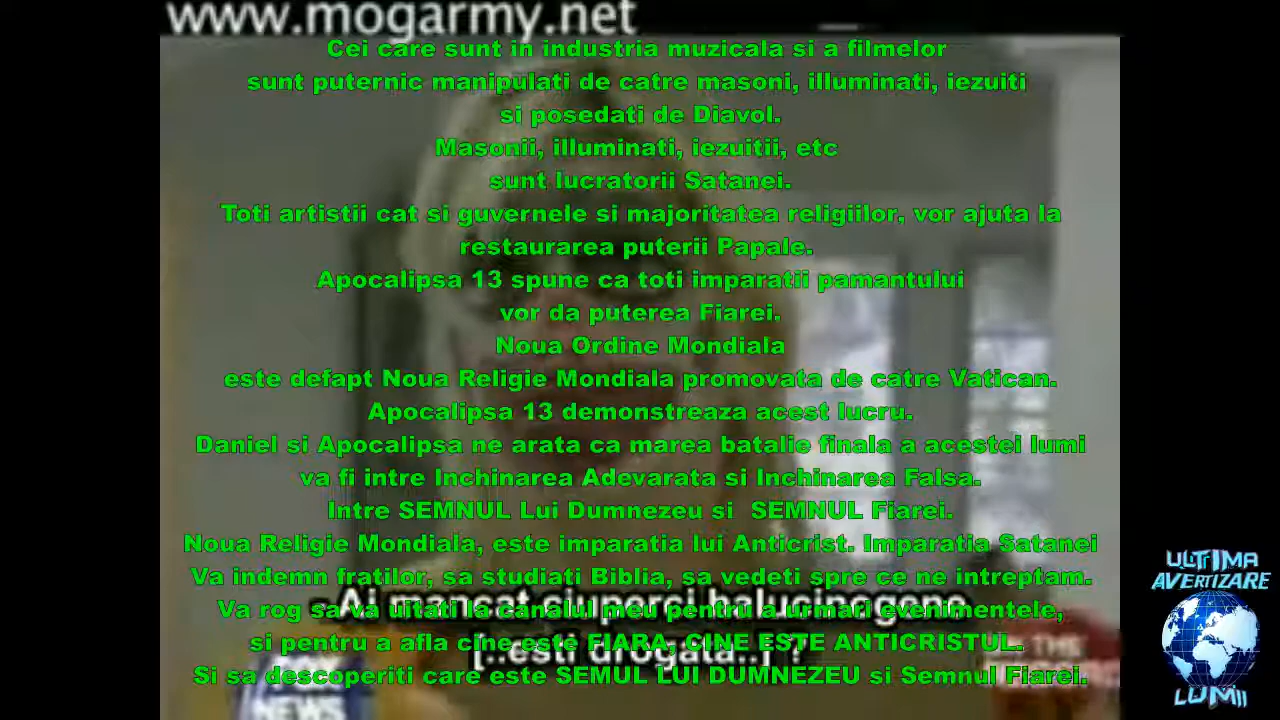 www.mogarmy.net
Cei care sunt in industria muzicala si a filmelor
sunt puternic manipulati de catre masoni, illuminati, iezuiti
si posedati de Diavol.
Masonii, illuminati, iezuitii, etc
sunt lucratorii Satanei.
Toti artistii cat si guvernele si majoritatea religiilor, vor ajuta la
restaurarea puterii Papale.
Apocalipsa 13 spune ca toti imparatii pamantului
vor da puterea Fiarei.
Noua Ordine Mondiala
este defapt Noua Religie Mondiala promovata de catre Vatican.
Apocalipsa 13 demonstreaza acest lucru.
Daniel si Apocalipsa ne arata ca marea batalie finala a acestei lumi
va fi intre Inchinarea Adevarata si Inchinarea Falsa.
Intre SEMNUL Lui Dumnezeu si SEMNUL Fiarei.
Noua Religie Mondiala, este imparatia lui Anticrist. Imparatia Satanei
Va indemn fratilor, sa studiati Biblia, sa vedeti spre ce ne intreptam.
Va rog sa va uitati la canalul meu pentru a urmari evenimentele,
si pentru a afla cine este FIARA, CINE ESTE ANTICRISTUL.
Si sa descoperiti care este SEMUL LUI DUMNEZEU si Semnul Fiarei.
-Ai mancat ciuperci halucinogene
[..esti drogata..] ?
NEWS
THE
ULTIMA
AVERTIZARE
LUMII